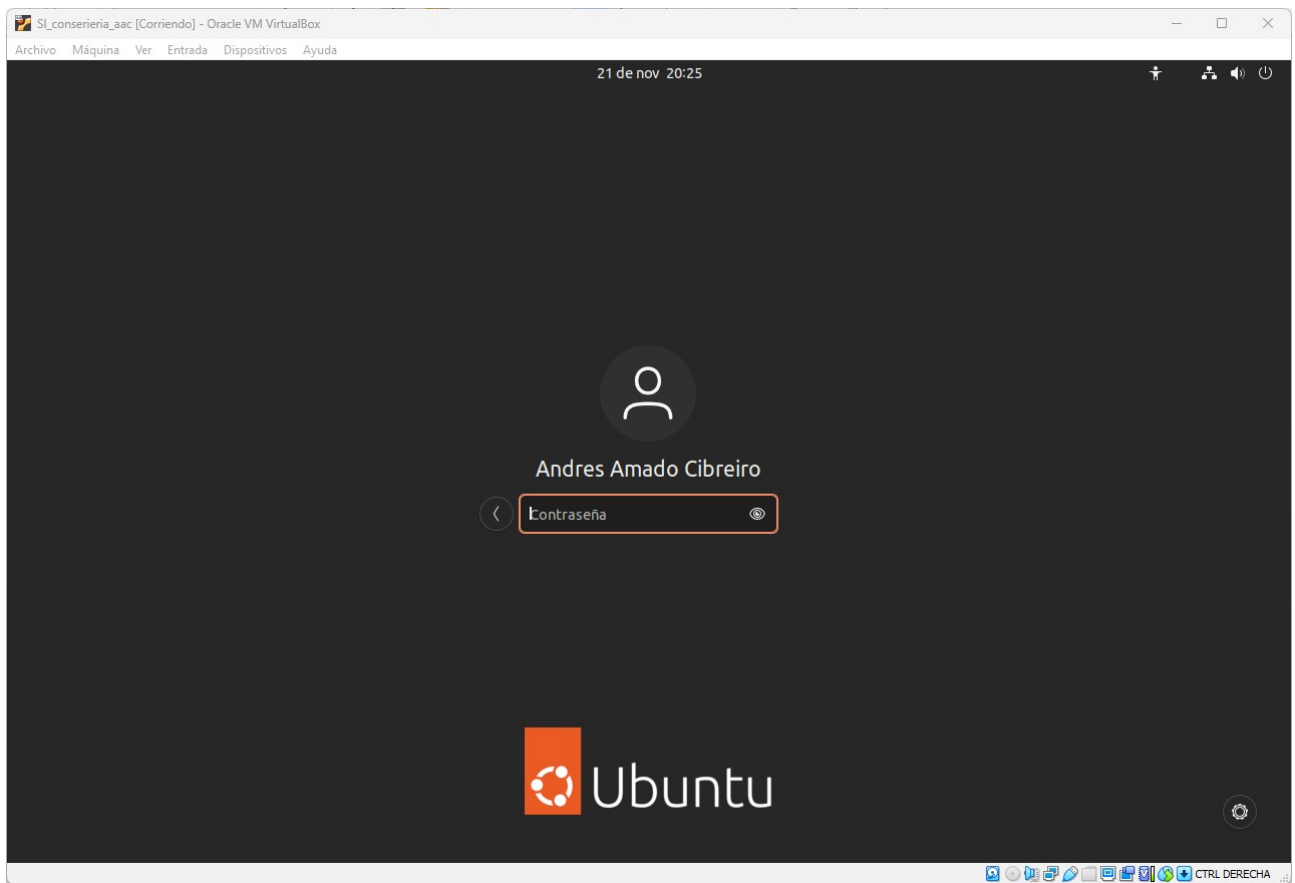 SI_conserieria_aac [Corriendo] - Oracle VM VirtualBox
Archivo Máquina Ver Entrada Dispositivos Ayuda
21 de nov 20:25
Andres Amado Cibreiro
Contraseña
Ubuntu
CTRL DERECHA